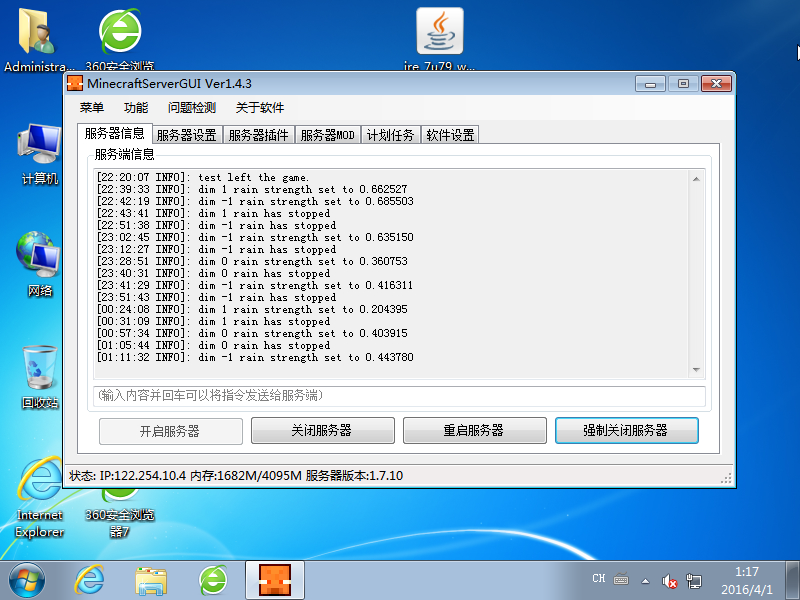 Administra...
360安全浏览
jre_7u79_w...
MinecraftServerGUI Ver1.4.3
菜单 功能 问题检测 关于软件
服务器信息 服务器设置 服务器插件 服务器MOD 计划任务 软件设置
服务端信息
[22:20:07 INFO]: test left the game.
[22:39:33 INFO]: dim 1 rain strength set to 0.662527
[22:42:19 INFO]: dim -1 rain strength set to 0.685503
[22:43:41 INFO]: dim 1 rain has stopped
[22:51:38 INFO]: dim -1 rain has stopped
[23:02:45 INFO]: dim -1 rain strength set to 0.635150
[23:12:27 INFO]: dim -1 rain has stopped
[23:28:51 INFO]: dim 0 rain strength set to 0.360753
[23:40:31 INFO]: dim 0 rain has stopped
[23:41:29 INFO]: dim -1 rain strength set to 0.416311
[23:51:43 INFO]: dim -1 rain has stopped
[00:24:08 INFO]: dim 1 rain strength set to 0.204395
[00:31:09 INFO]: dim 1 rain has stopped
[00:57:34 INFO]: dim 0 rain strength set to 0.403915
[01:05:44 INFO]: dim 0 rain has stopped
[01:11:32 INFO]: dim -1 rain strength set to 0.443780
(输入内容并回车可以将指令发送给服务端)
开启服务器 关闭服务器 重启服务器 强制关闭服务器
状态: IP:122.254.10.4 内存:1682M/4095M 服务器版本:1.7.10
计算机
网络
回收站
Internet
Explorer
360安全浏览
器7
CH
1:17
2016/4/1